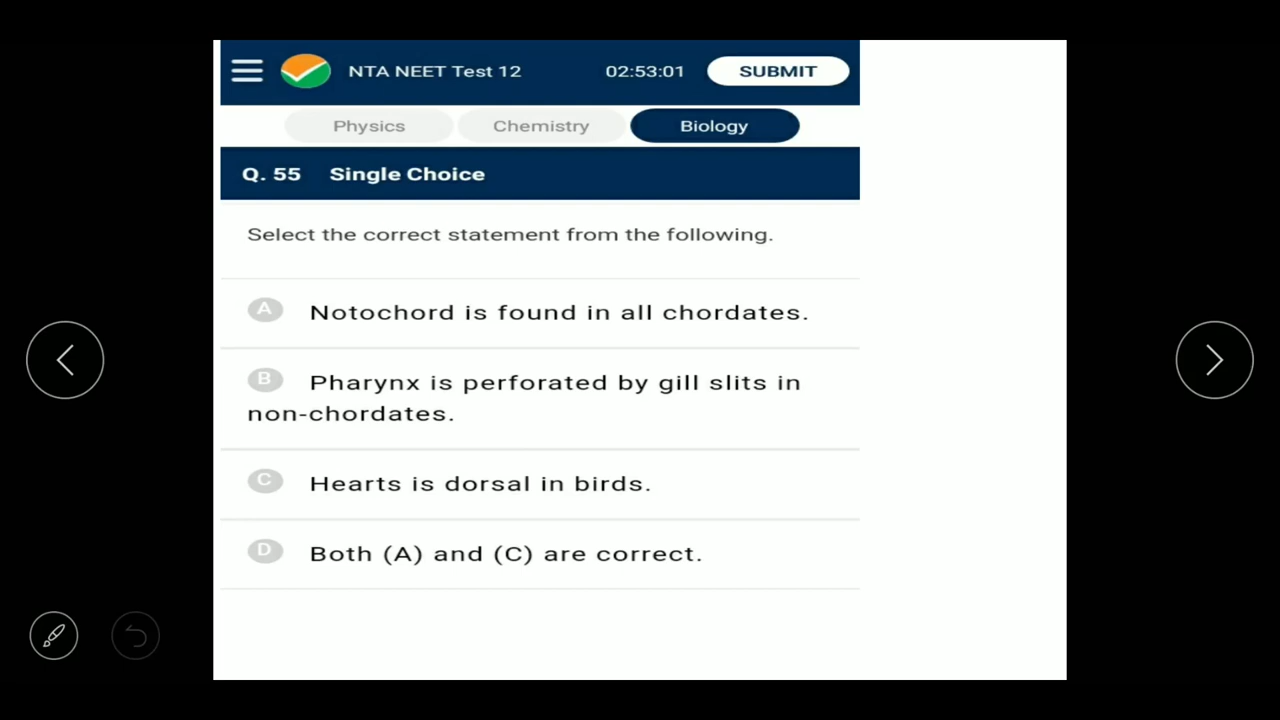 NTA NEET Test 12 02:53:01 SUBMIT
Physics Chemistry Biology
Q. 55 Single Choice
Select the correct statement from the following.
A Notochord is found in all chordates.
B Pharynx is perforated by gill slits in
non-chordates.
C Hearts is dorsal in birds.
D Both (A) and (C) are correct.